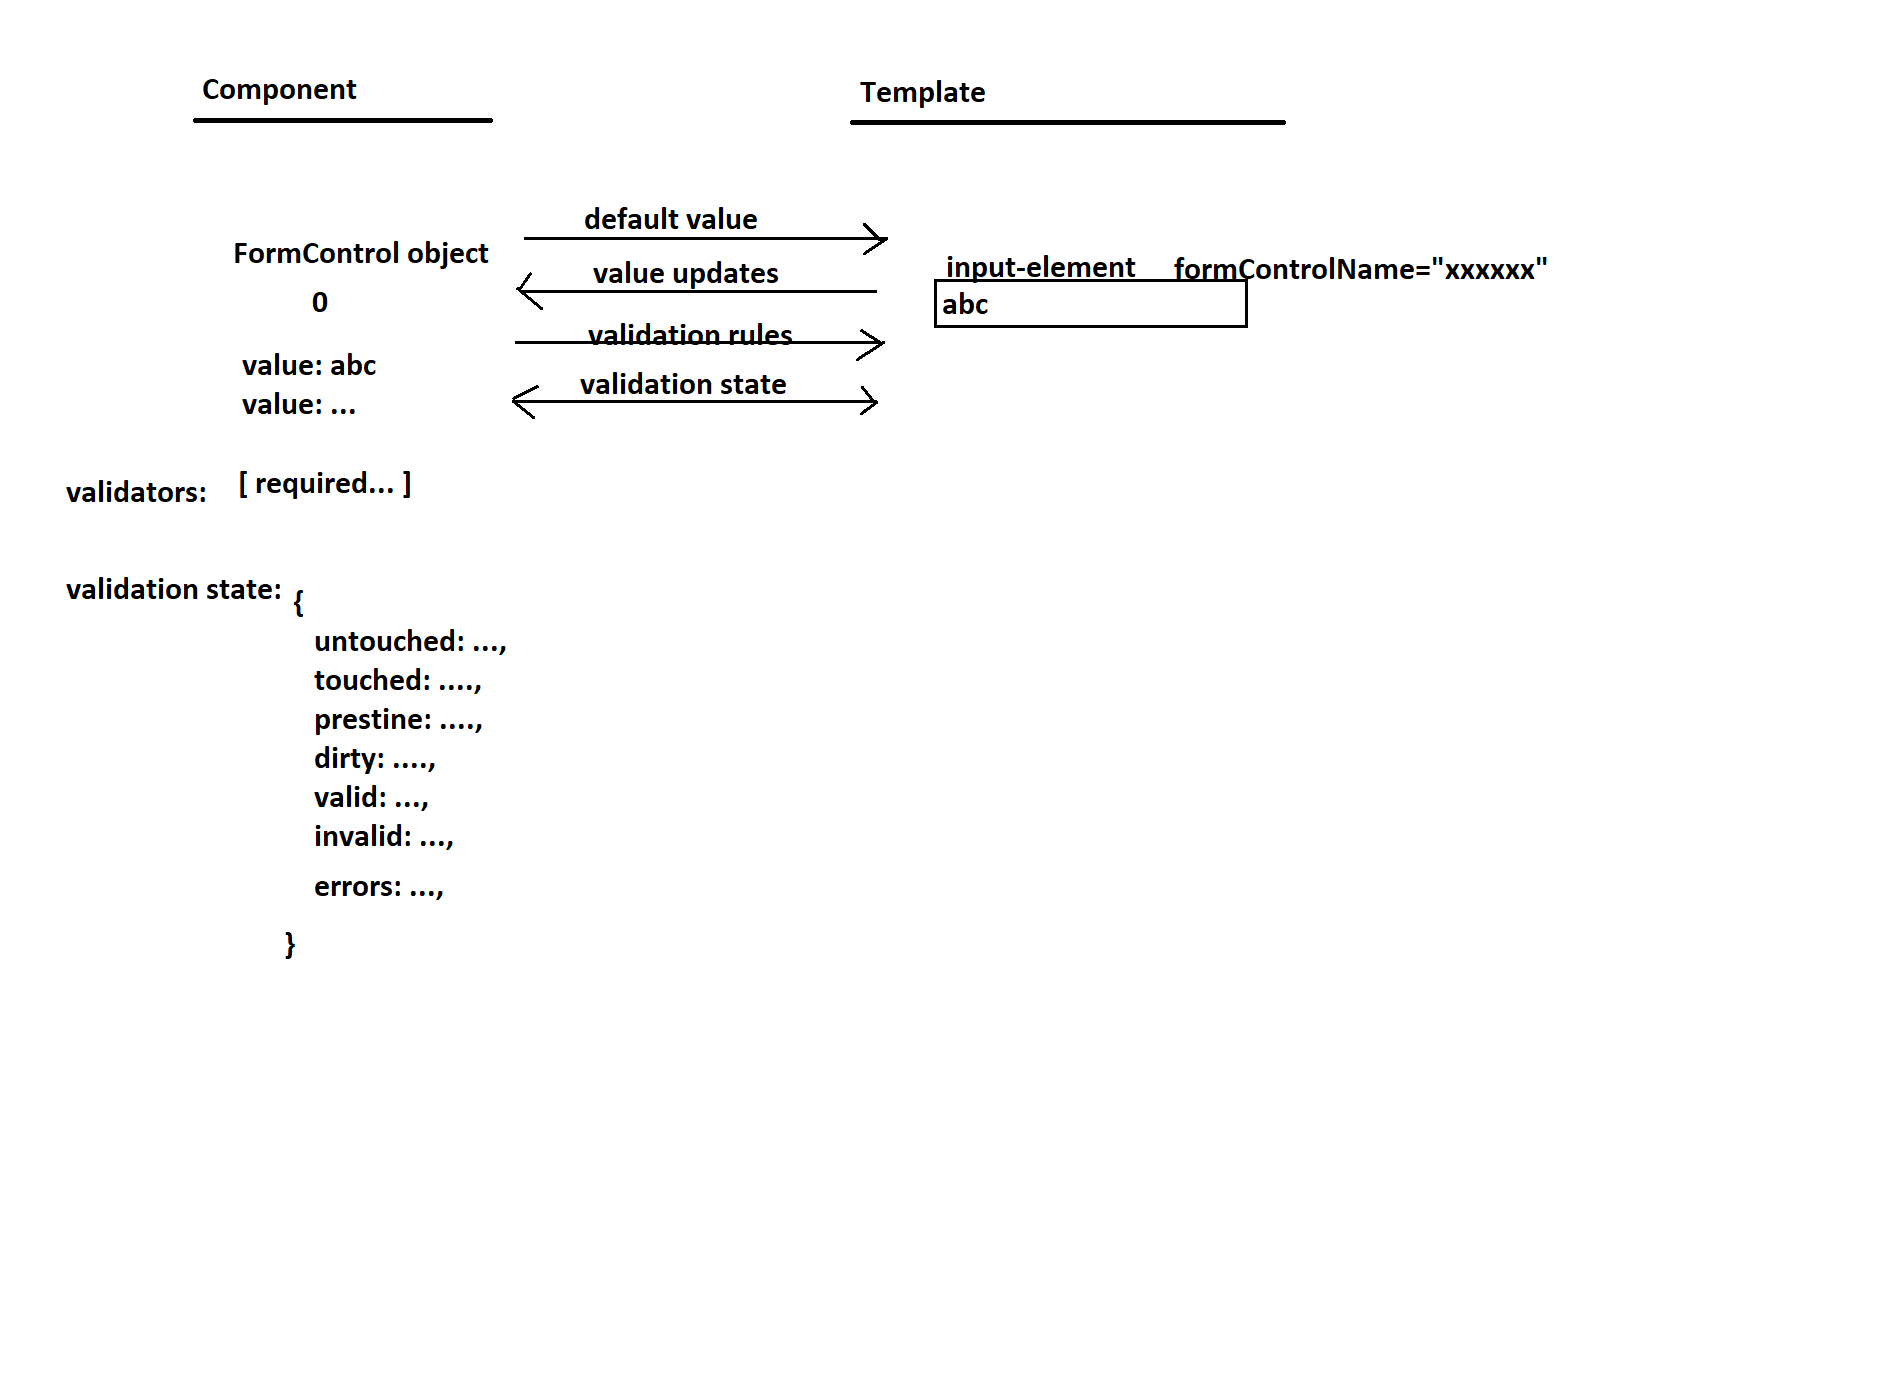 Component
Template
default value
FormControl object
value updates
input-element formControlName="xxxxxx"
0
abc
validation rules
value: abc
validation state
value: ...
validators: [ required... ]
validation state: {
untouched: ...,
touched: ....,
prestine: ....,
dirty: ....,
valid: ...,
invalid: ...,
errors: ...,
}